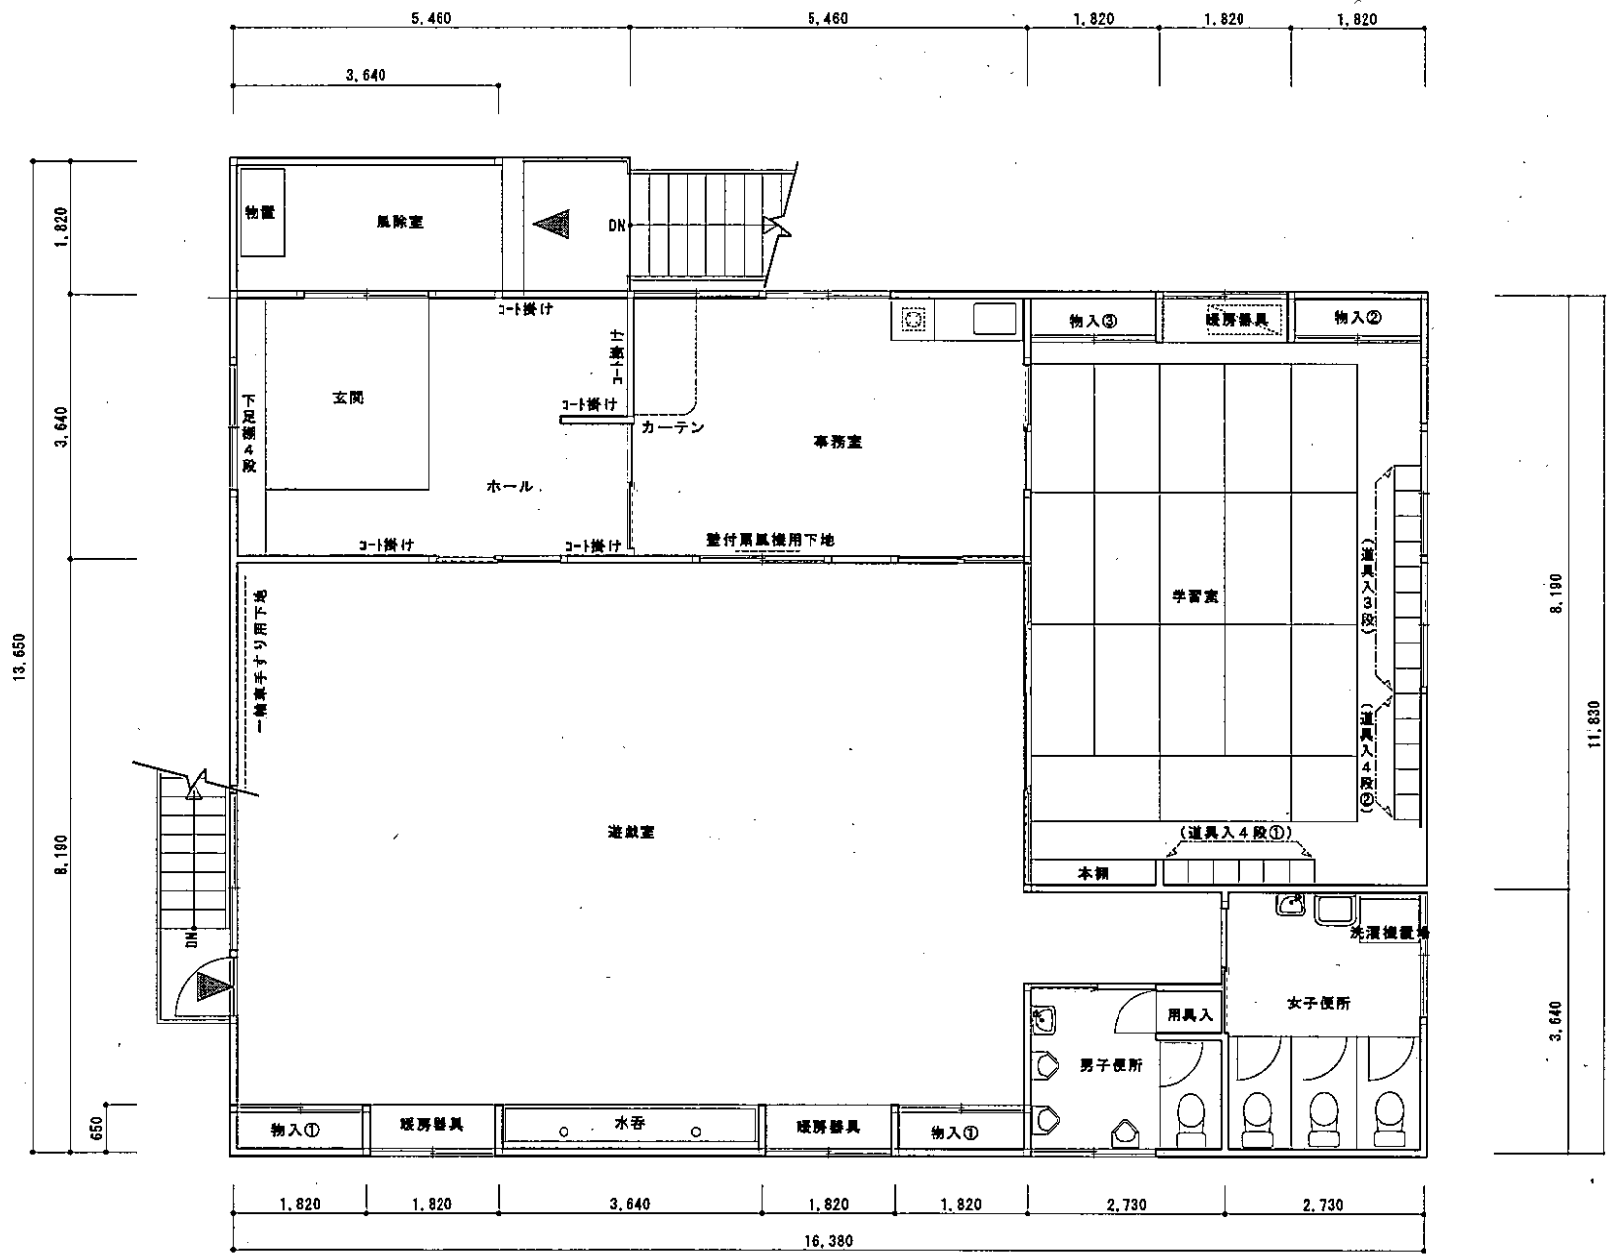 5,460
5,460
1,820
1,820
1,820
3,640
物置
風除室
DN
1,820
コート掛け
物入③
暖房器具
物入②
コート掛け
玄関
コート掛け
カーテン
下足棚4段
事務室
3,640
ホール
コート掛け
コート掛け
壁付扇風機用下地
(道具入3段)
学習室
8,190
一輪車手すり用下地
13,650
11,830
(道具入4段②)
遊戯室
(道具入4段①)
8,190
本棚
洗濯機置場
DN
女子便所
用具入
3,640
男子便所
650
物入①
暖房器具
水呑
暖房器具
物入①
1,820
1,820
3,640
1,820
1,820
2,730
2,730
16,380